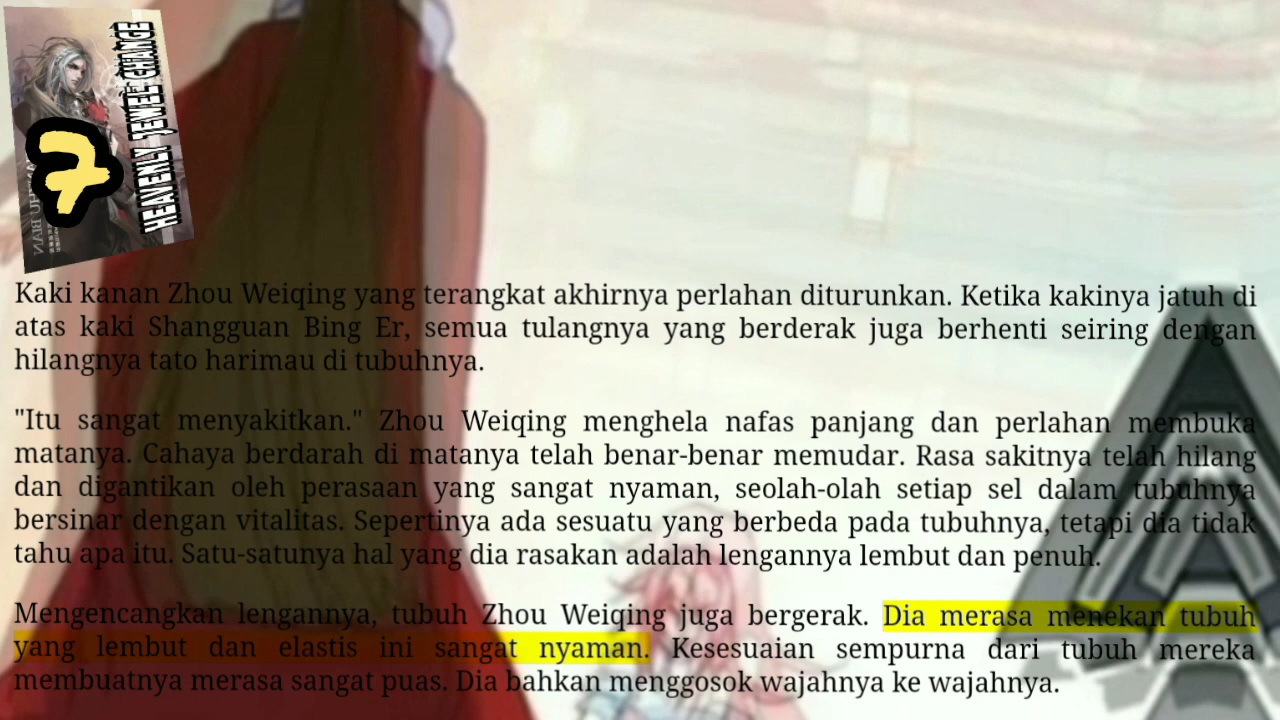 HEAVENLY JEWEL CHANGE
7
Kaki kanan Zhou Weiqing yang terangkat akhirnya perlahan diturunkan. Ketika kakinya jatuh di
atas kaki Shangguan Bing Er, semua tulangnya yang berderak juga berhenti seiring dengan
hilangnya tato harimau di tubuhnya.
"Itu sangat menyakitkan." Zhou Weiqing menghela nafas panjang dan perlahan membuka
matanya. Cahaya berdarah di matanya telah benar-benar memudar. Rasa sakitnya telah hilang
dan digantikan oleh perasaan yang sangat nyaman, seolah-olah setiap sel dalam tubuhnya
bersinar dengan vitalitas. Sepertinya ada sesuatu yang berbeda pada tubuhnya, tetapi dia tidak
tahu apa itu. Satu-satunya hal yang dia rasakan adalah lengannya lembut dan penuh.
Mengencangkan lengannya, tubuh Zhou Weiqing juga bergerak. Dia merasa menekan tubuh
yang lembut dan elastis ini sangat nyaman. Kesesuaian sempurna dari tubuh mereka
membuatnya merasa sangat puas. Dia bahkan menggosok wajahnya ke wajahnya.